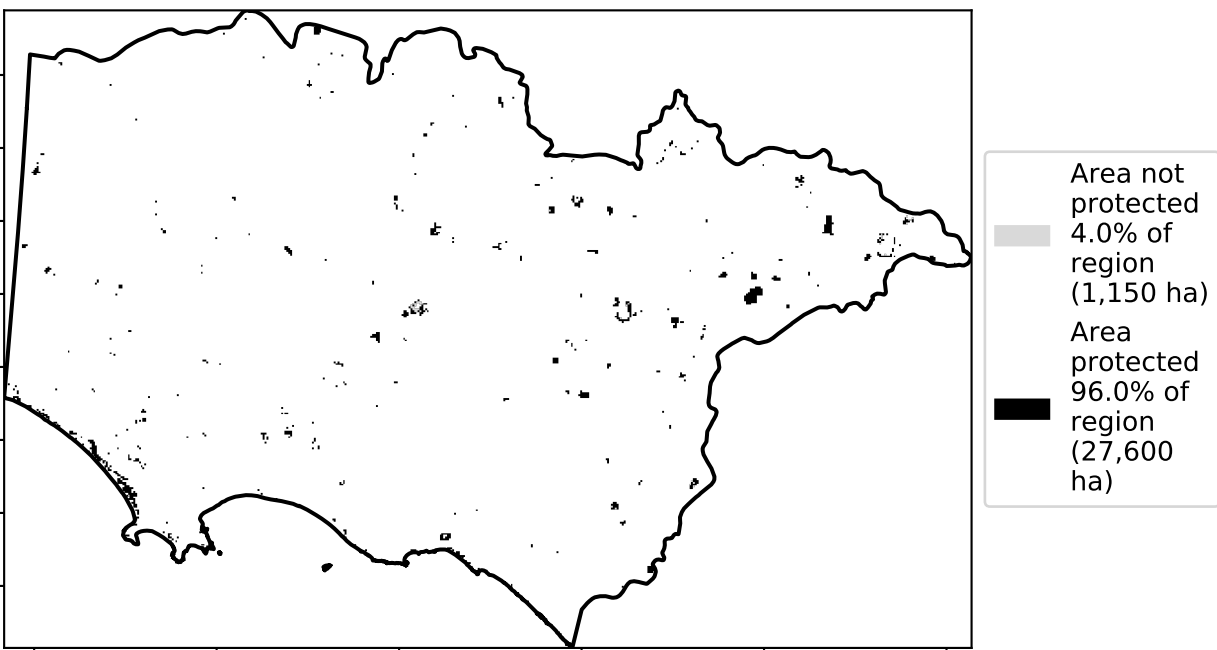 Area not
protected
4.0% of
region
(1,150 ha)
Area
protected
96.0% of
region
(27,600
ha)